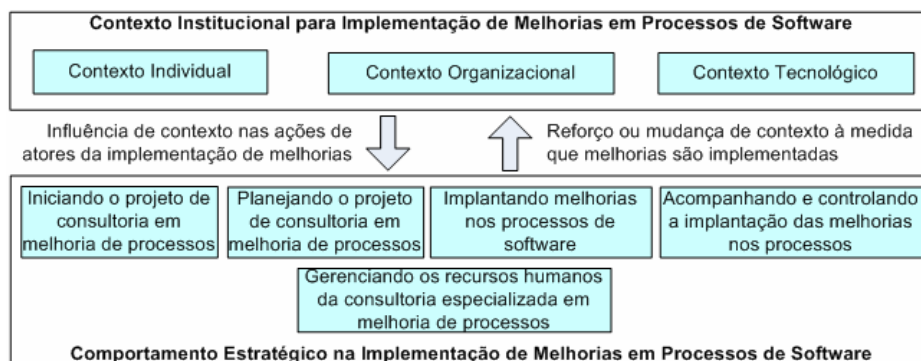 Contexto Institucional para Implementação de Melhorias em Processos de Software
Contexto Individual
Contexto Organizacional
Contexto Tecnológico
Influência de contexto nas ações de
atores da implementação de melhorias
Reforço ou mudança de contexto à medida
que melhorias são implementadas
Iniciando o projeto de
consultoria em
melhoria de processos
Planejando o projeto
de consultoria em
melhoria de processos
Implantando melhorias
nos processos de
software
Acompanhando e controlando
a implantação das melhorias
nos processos
Gerenciando os recursos humanos
da consultoria especializada em
melhoria de processos
Comportamento Estratégico na Implementação de Melhorias em Processos de Software